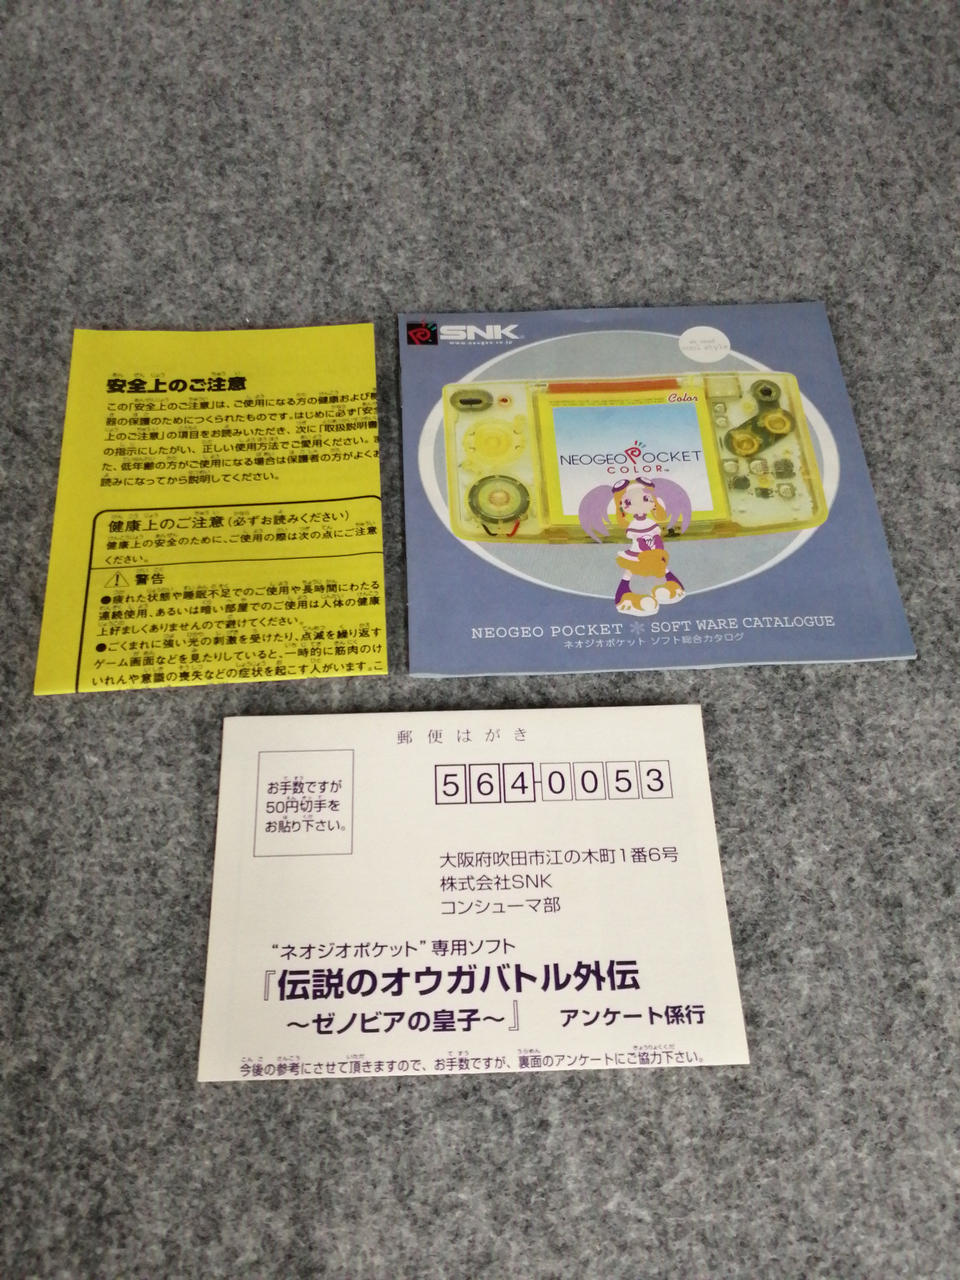 安全上のご注意
この「安全上のご注意」は、ご使用になる方の健康および機
器の保護のためにつくられたものです。はじめに必ず「安全
上のご注意」の項目をお読みいただき、次に「取扱説明書
の指示にしたがい、正しい使用方法でご愛用ください。ま
た、低年齢の方がご使用になる場合は保護者の方がよくお
読みになってから説明してください。
健康上のご注意(必ずお読みください)
健康上の安全のために、ご使用の際は次の点にご注意
ください。
警告
●疲れた状態や睡眠不足でのご使用や長時間にわたる
連続使用、あるいは暗い部屋でのご使用は人体の健康
上好ましくありませんので避けてください。
●ごくまれに強い光の刺激を受けたり、点滅を繰り返す
ゲーム画面などを見たりしていると、一時的に筋肉のけ
いれんや意識の喪失などの症状を起こす人がいます。こ
SNK
www.neogeo.co.jp
Color
NEOGEO POCKET
COLOR
NEOGEO POCKET SOFT WARE CATALOGUE
ネオジオポケット ソフト総合カタログ
郵便はがき
お手数ですが
50円切手を
お貼り下さい。
564-0053
大阪府吹田市江の木町1番6号
株式会社SNK
コンシューマ部
“ネオジオポケット”専用ソフト
『伝説のオウガバトル外伝
～ゼノビアの皇子～』 アンケート係行
今後の参考にさせて頂きますので、お手数ですが、裏面のアンケートにご協力下さい。